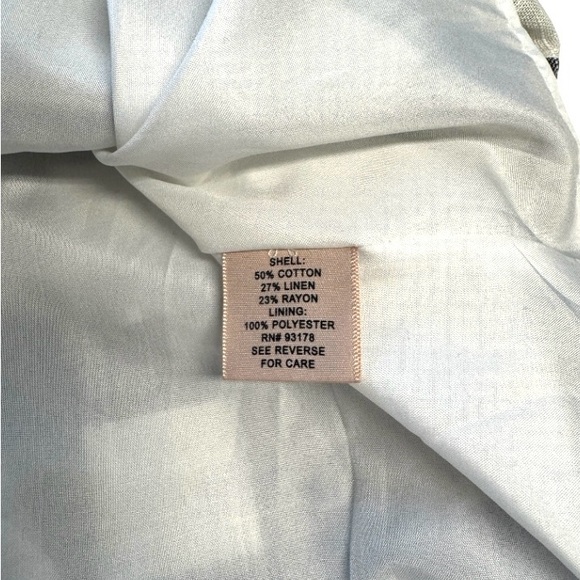 SHELL:
50% COTTON
27% LINEN
23% RAYON
LINING:
100% POLYESTER
RN# 93178
SEE REVERSE
FOR CARE